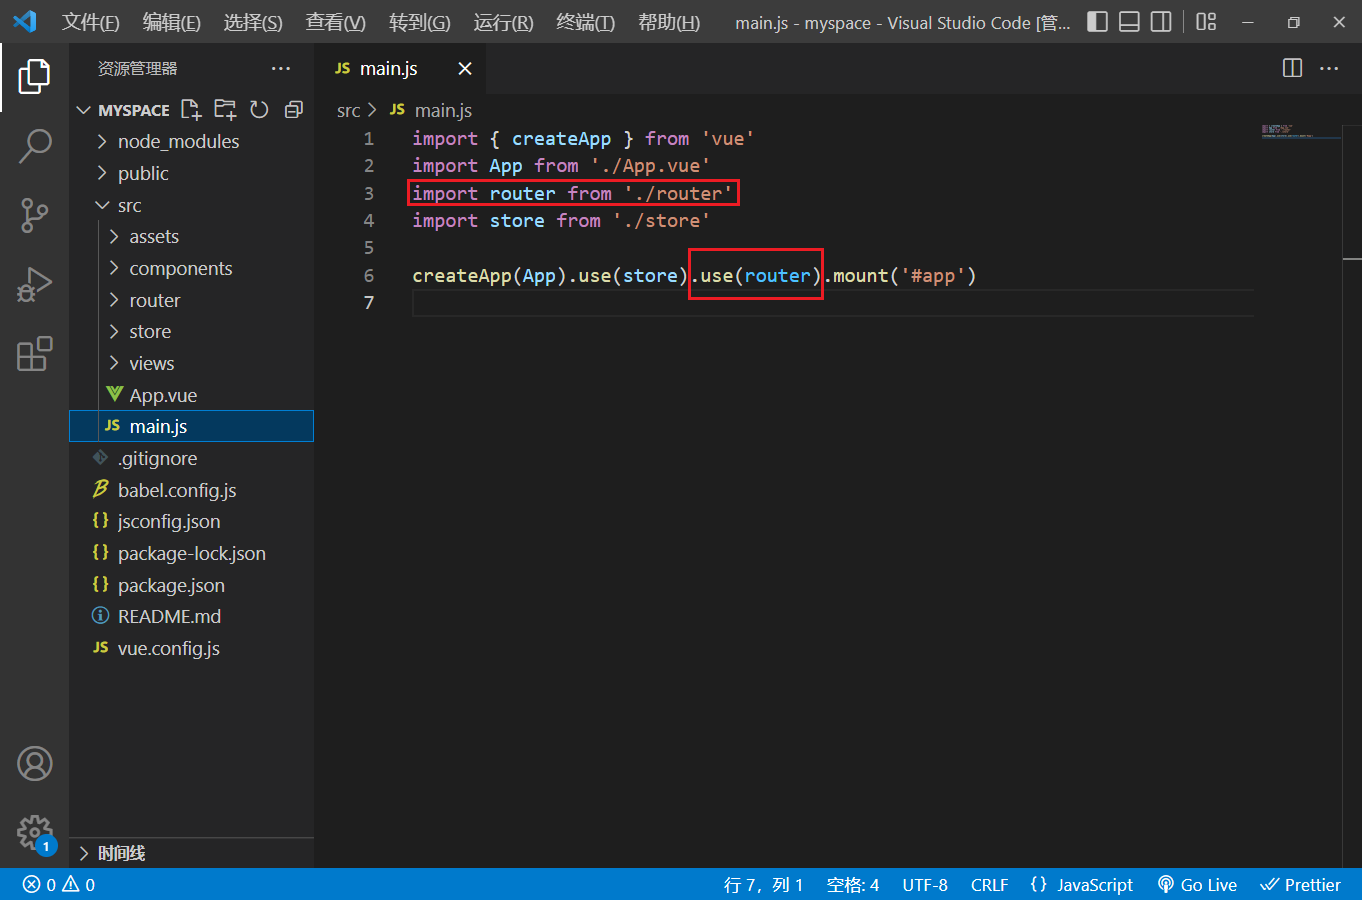 文件(F) 编辑(E) 选择(S) 查看(V) 转到(G) 运行(R) 终端(T) 帮助(H) main.js - myspace - Visual Studio Code [管...
资源管理器 ...
MYSPACE
node_modules
public
src
assets
components
router
store
views
App.vue
JS main.js
.gitignore
babel.config.js
{} jsconfig.json
{} package-lock.json
{} package.json
README.md
JS vue.config.js
时间线
JS main.js
src > JS main.js
1 import { createApp } from 'vue'
2 import App from './App.vue'
3 import router from './router'
4 import store from './store'
5
6 createApp(App).use(store).use(router).mount('#app')
7
1
0 0 行 7，列 1 空格: 4 UTF-8 CRLF {} JavaScript Go Live Prettier